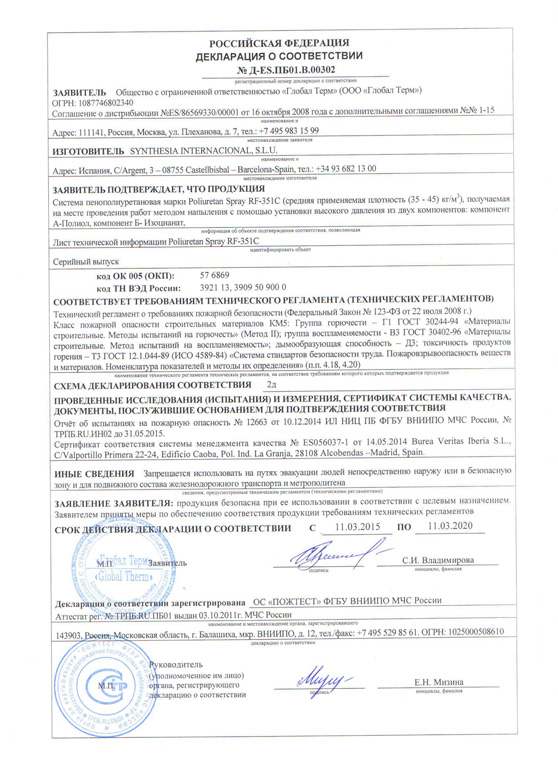 РОССИЙСКАЯ ФЕДЕРАЦИЯ
ДЕКЛАРАЦИЯ О СООТВЕТСТВИИ
№ Д-ES.ПБ01.В.00302
регистрационный номер декларации о соответствии
ЗАЯВИТЕЛЬ Общество с ограниченной ответственностью «Глобал Терм» (ООО «Глобал Терм»)
ОГРН: 1087746802340
Соглашение о дистрибьюции №ES/86569330/00001 от 16 октября 2008 года с дополнительными соглашениями №№ 1-15
наименование и
Адрес: 111141, Россия, Москва, ул. Плеханова, д. 7, тел.: +7 495 983 15 99
местонахождение заявителя
ИЗГОТОВИТЕЛЬ SYNTHESIA INTERNACIONAL, S.L.U.
наименование и
Адрес: Испания, C/Argent, 3 – 08755 Castellbisbal – Barcelona-Spain, тел.: +34 93 682 13 00
местонахождение изготовителя
ЗАЯВИТЕЛЬ ПОДТВЕРЖДАЕТ, ЧТО ПРОДУКЦИЯ
Система пенополиуретановая марки Poliuretan Spray RF-351C (средняя применяемая плотность (35 - 45) кг/м³), получаемая
на месте проведения работ методом напыления с помощью установки высокого давления из двух компонентов: компонент
А-Полиол, компонент Б- Изоцианат,
информация об объекте подтверждения соответствия, позволяющая
Лист технической информации Poliuretan Spray RF-351C
идентифицировать объект
Серийный выпуск
код ОК 005 (ОКП): 57 6869
код ТН ВЭД России: 3921 13, 3909 50 900 0
СООТВЕТСТВУЕТ ТРЕБОВАНИЯМ ТЕХНИЧЕСКОГО РЕГЛАМЕНТА (ТЕХНИЧЕСКИХ РЕГЛАМЕНТОВ)
Технический регламент о требованиях пожарной безопасности (Федеральный Закон № 123-ФЗ от 22 июля 2008 г.)
Класс пожарной опасности строительных материалов КМ5: Группа горючести – Г1 ГОСТ 30244-94 «Материалы
строительные. Методы испытаний на горючесть» (Метод II); группа воспламеняемости - В3 ГОСТ 30402-96 «Материалы
строительные. Метод испытаний на воспламеняемость»; дымообразующая способность – Д3; токсичность продуктов
горения – Т3 ГОСТ 12.1.044-89 (ИСО 4589-84) «Система стандартов безопасности труда. Пожаровзрывоопасность веществ
и материалов. Номенклатура показателей и методы их определения» (п.п. 4.18, 4.20)
наименование технического регламента технических регламентов, на соответствие требованиям которого которых подтверждается продукция
СХЕМА ДЕКЛАРИРОВАНИЯ СООТВЕТСТВИЯ 2д
ПРОВЕДЕННЫЕ ИССЛЕДОВАНИЯ (ИСПЫТАНИЯ) И ИЗМЕРЕНИЯ, СЕРТИФИКАТ СИСТЕМЫ КАЧЕСТВА,
ДОКУМЕНТЫ, ПОСЛУЖИВШИЕ ОСНОВАНИЕМ ДЛЯ ПОДТВЕРЖДЕНИЯ СООТВЕТСТВИЯ
Отчёт об испытаниях на пожарную опасность № 12663 от 10.12.2014 ИЛ НИЦ ПБ ФГБУ ВНИИПО МЧС России, №
ТРПБ.RU.ИН02 до 31.05.2015.
Сертификат соответствия системы менеджмента качества № ES056037-1 от 14.05.2014 Burea Veritas Iberia S.L.,
C/Valportillo Primera 22-24, Edificio Caoba, Pol. Ind. La Granja, 28108 Alcobendas –Madrid, Spain.
ИНЫЕ СВЕДЕНИЯ Запрещается использовать на путях эвакуации людей непосредственно наружу или в безопасную
зону и для подвижного состава железнодорожного транспорта и метрополитена
сведения, предусмотренные техническим регламентом (техническими регламентами)
ЗАЯВЛЕНИЕ ЗАЯВИТЕЛЯ: продукция безопасна при ее использовании в соответствии с целевым назначением.
Заявителем приняты меры по обеспечению соответствия продукции требованиям технических регламентов
СРОК ДЕЙСТВИЯ ДЕКЛАРАЦИИ О СООТВЕТСТВИИ С 11.03.2015 ПО 11.03.2020
«Глобал Терм»
«Global Therm»
М.П. Заявитель С.И. Владимирова
подпись инициалы, фамилия
Декларация о соответствии зарегистрирована ОС «ПОЖТЕСТ» ФГБУ ВНИИПО МЧС России
Аттестат рег. № ТРПБ.RU.ПБ01 выдан 03.10.2011г. МЧС России
наименование и местонахождение органа, зарегистрировавшего
143903, Россия, Московская область, г. Балашиха, мкр. ВНИИПО, д. 12, тел./факс: +7 495 529 85 61. ОГРН: 1025000508610
декларацию о соответствии
Руководитель
(уполномоченное им лицо)
М.П. органа, регистрирующего
декларацию о соответствии
Е.Н. Мизина
подпись инициалы, фамилия